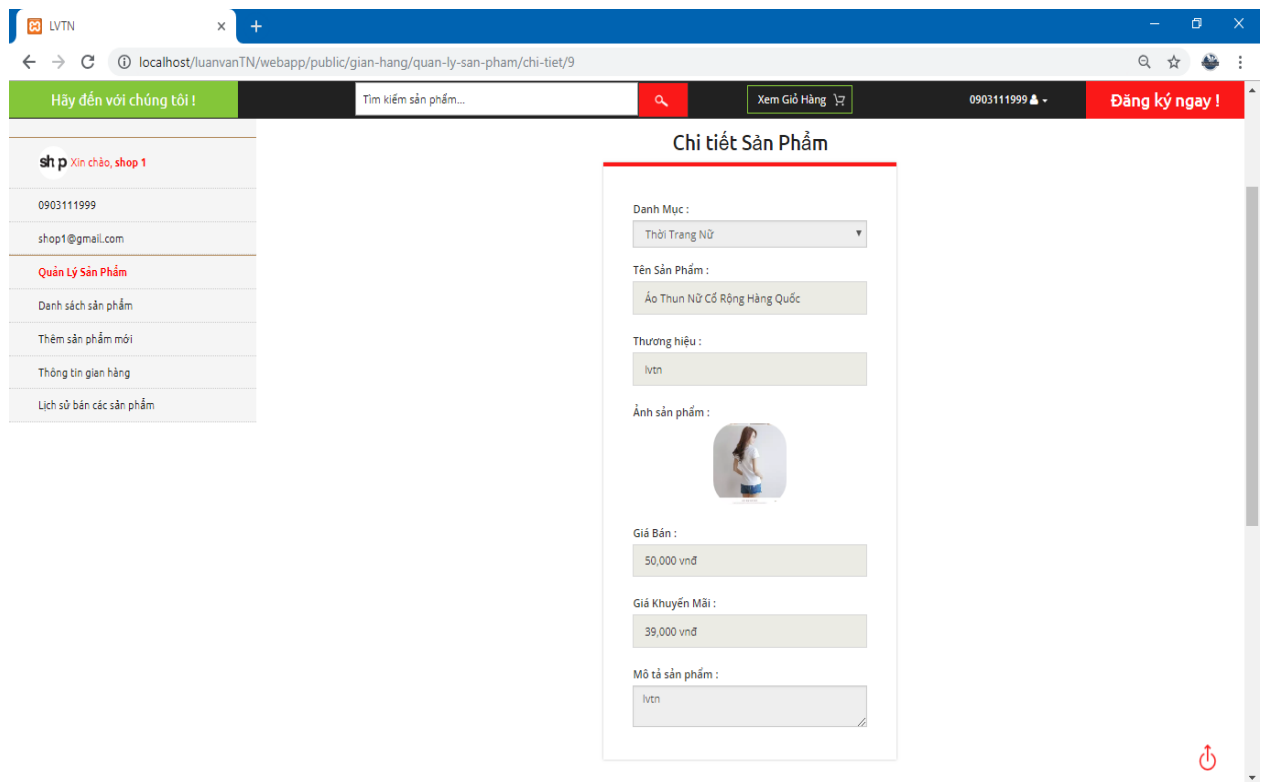 LVTN
localhost/luanvanTN/webapp/public/gian-hang/quan-ly-san-pham/chi-tiet/9
Hãy đến với chúng tôi !
Tìm kiếm sản phẩm...
Xem Giỏ Hàng
0903111999
Đăng ký ngay !
sh p Xin chào, shop 1
0903111999
shop1@gmail.com
Quản Lý Sản Phẩm
Danh sách sản phẩm
Thêm sản phẩm mới
Thông tin gian hàng
Lịch sử bán các sản phẩm
Chi tiết Sản Phẩm
Danh Mục :
Thời Trang Nữ
Tên Sản Phẩm :
Áo Thun Nữ Cổ Rộng Hàng Quốc
Thương hiệu :
lvtn
Ảnh sản phẩm :
Giá Bán :
50,000 vnđ
Giá Khuyến Mãi :
39,000 vnđ
Mô tả sản phẩm :
lvtn